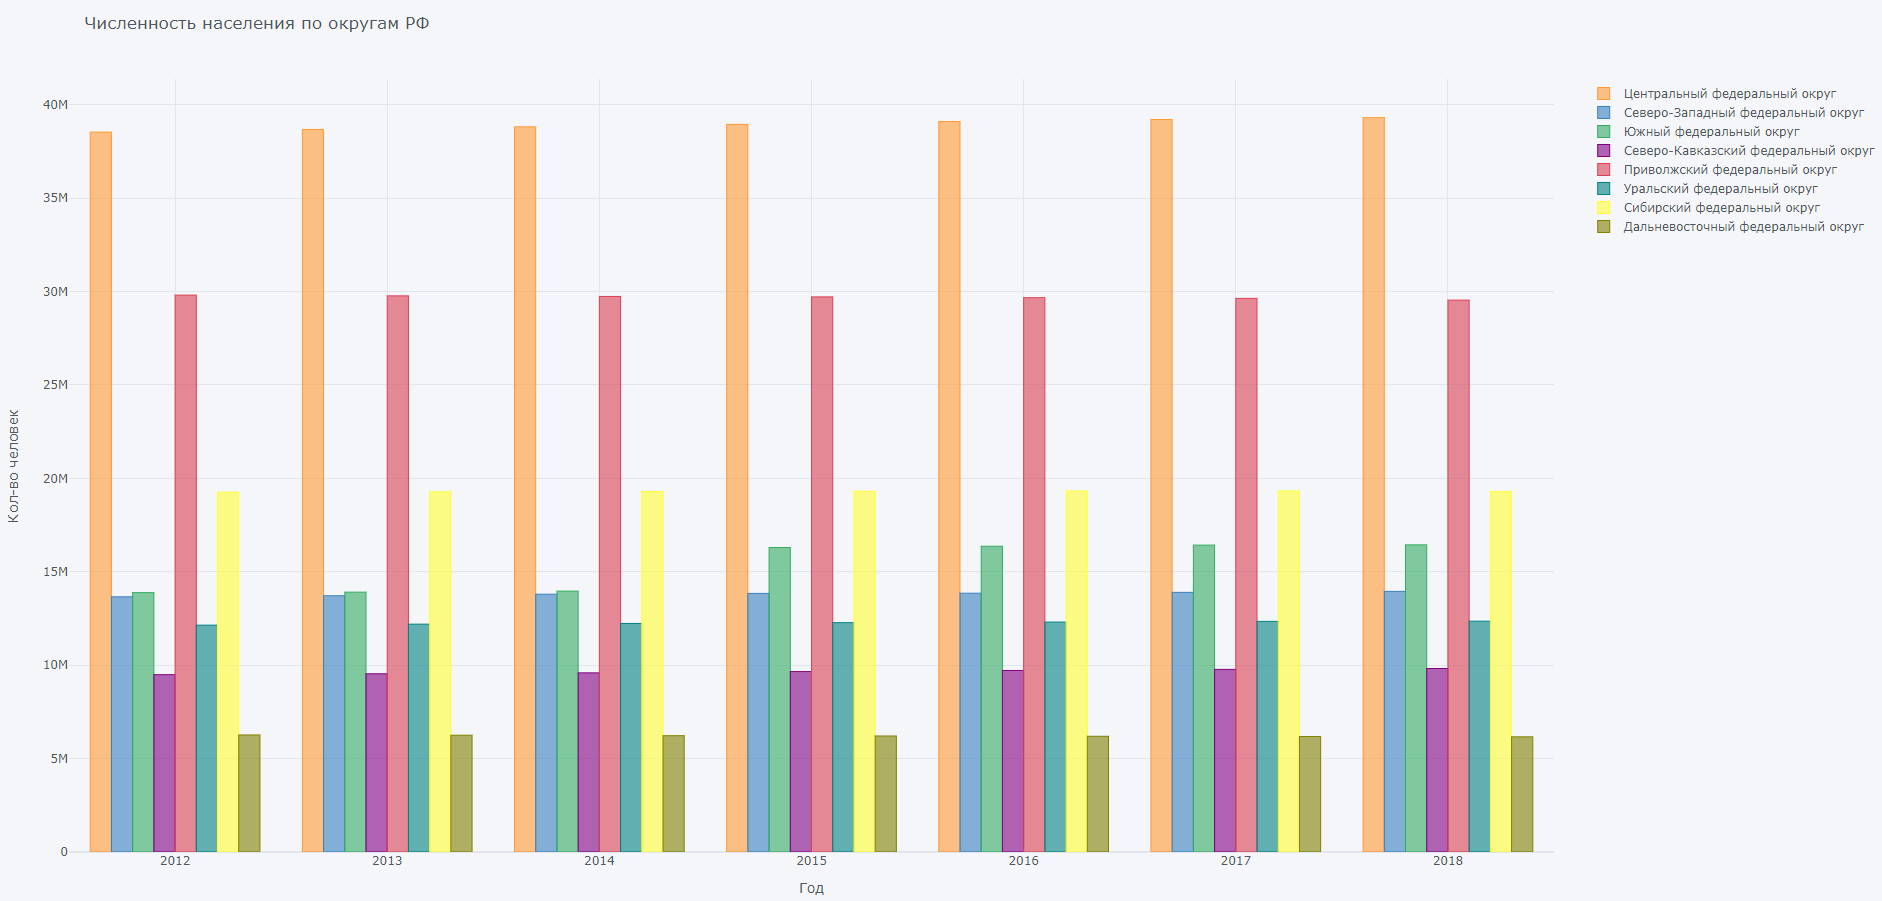 Численность населения по округам РФ
Центральный федеральный округ
Северо-Западный федеральный округ
Южный федеральный округ
Северо-Кавказский федеральный округ
Приволжский федеральный округ
Уральский федеральный округ
Сибирский федеральный округ
Дальневосточный федеральный округ
Кол-во человек
40M
35M
30M
25M
20M
15M
10M
5M
0
2012
2013
2014
2015
2016
2017
2018
Год